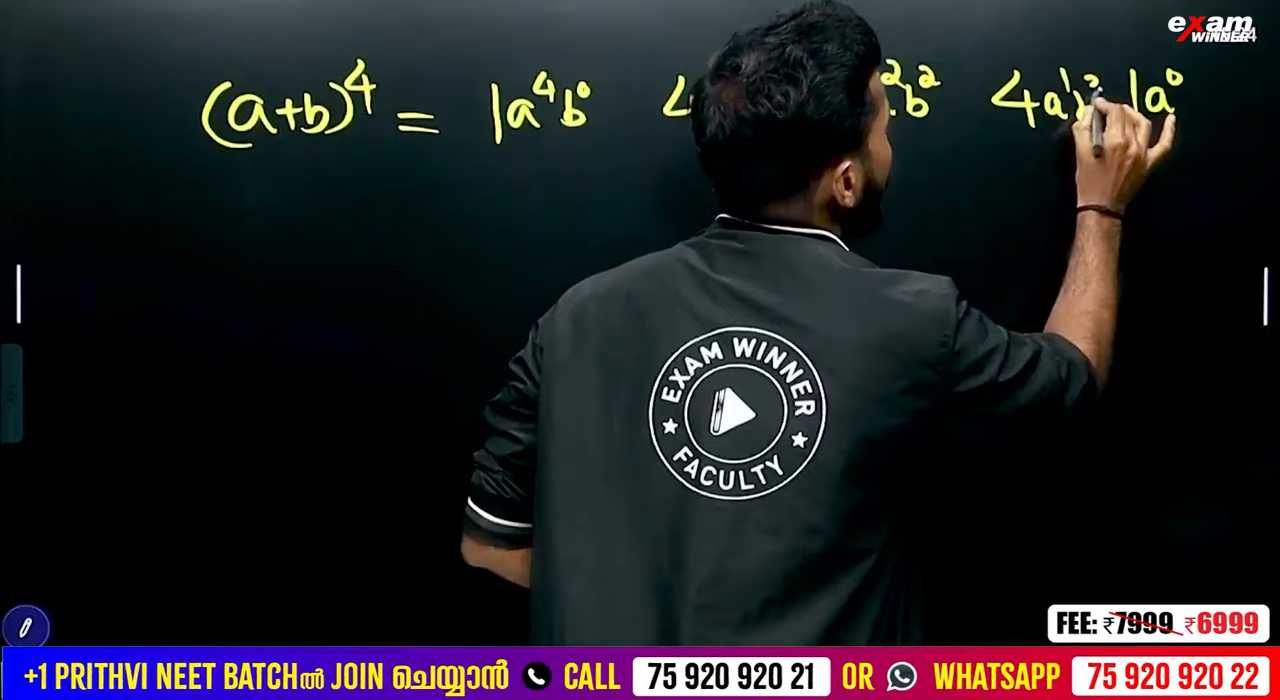 exam
WINNER
(a+b)⁴ = 1a⁴b⁰ 4 ²b² 4a¹b³ 1a⁰
EXAM WINNER
FACULTY
FEE: ₹7999 ₹6999
+1 PRITHVI NEET BATCHൽ JOIN ചെയ്യാൻ CALL 75 920 920 21 OR WHATSAPP 75 920 920 22